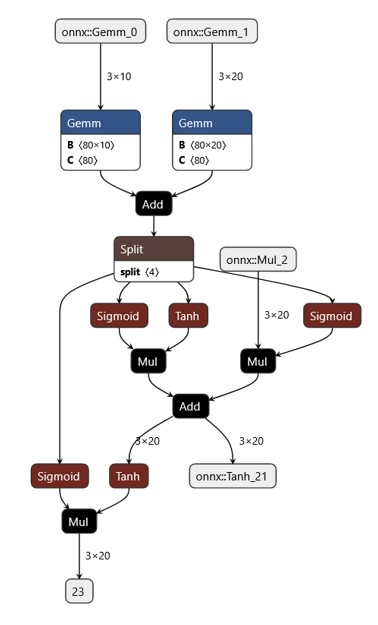 onnx::Gemm_0 onnx::Gemm_1
3×10 3×20
Gemm Gemm
B ⟨80×10⟩ B ⟨80×20⟩
C ⟨80⟩ C ⟨80⟩
Add
Split
split ⟨4⟩
onnx::Mul_2
Sigmoid Tanh 3×20 Sigmoid
Mul Mul
Add
3×20 3×20
Sigmoid Tanh onnx::Tanh_21
Mul
3×20
23